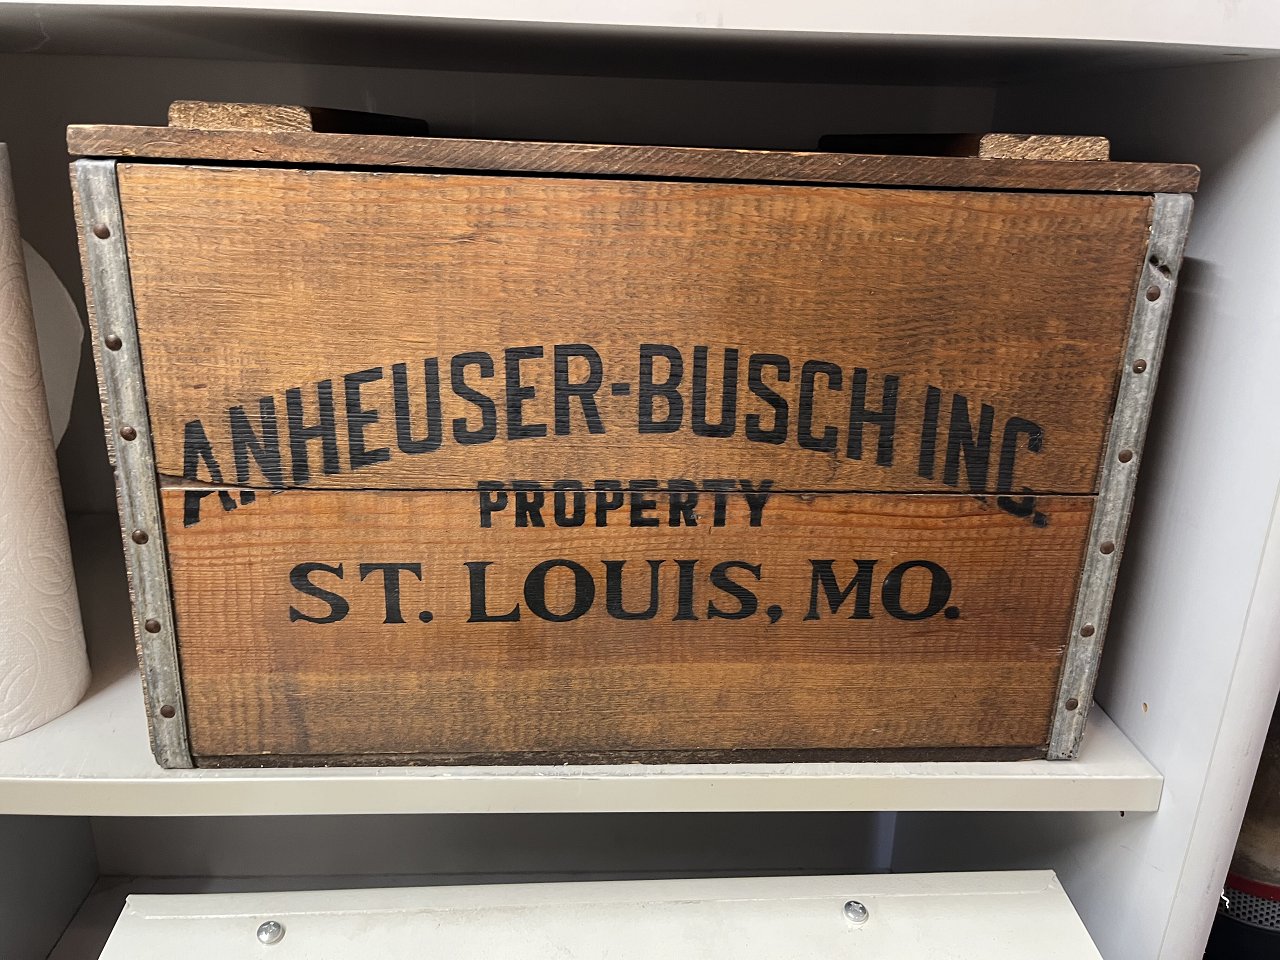 ANHEUSER-BUSCH INC.
PROPERTY
ST. LOUIS, MO.